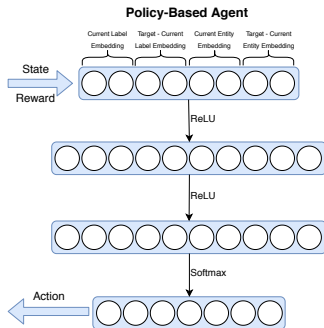 Policy-Based Agent
Current Label Target - Current Current Entity Target - Current
Embedding Label Embedding Embedding Entity Embedding
State
Reward
ReLU
ReLU
Softmax
Action